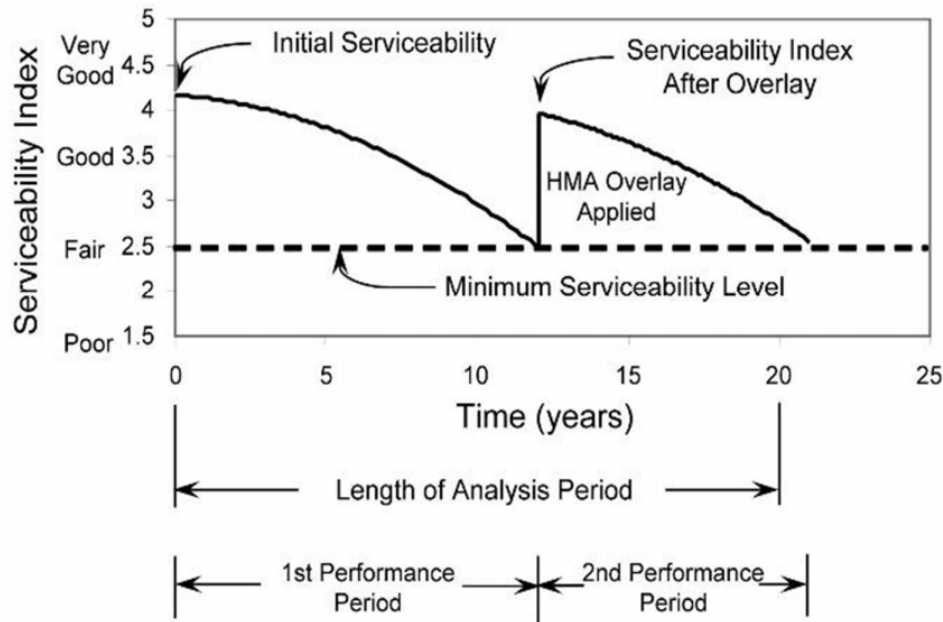 5
Very
Good
4.5
Initial Serviceability
Serviceability Index
After Overlay
4
Good
3.5
HMA Overlay
Applied
3
Fair
2.5
Minimum Serviceability Level
2
Poor
1.5
Serviceability Index
0 5 10 15 20 25
Time (years)
Length of Analysis Period
1st Performance
Period
2nd Performance
Period